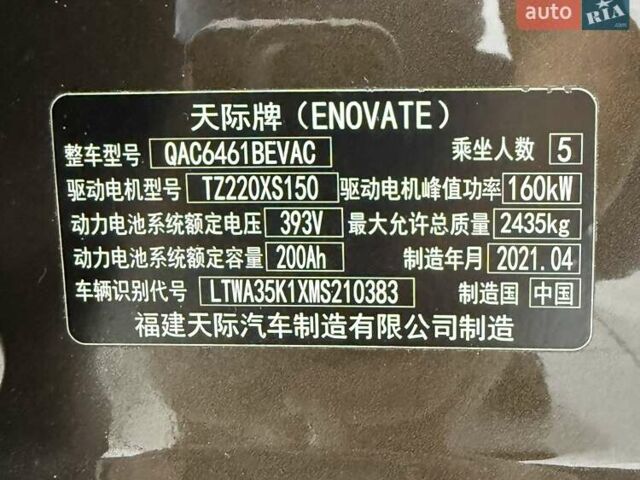 auto RIA .com
天际牌（ENOVATE）
整车型号 QAC6461BEVAC 乘坐人数 5
驱动电机型号 TZ220XS150 驱动电机峰值功率 160kW
动力电池系统额定电压 393V 最大允许总质量 2435kg
动力电池系统额定容量 200Ah 制造年月 2021.04
车辆识别代号 LTWA35K1XMS210383 制造国 中国
福建天际汽车制造有限公司制造